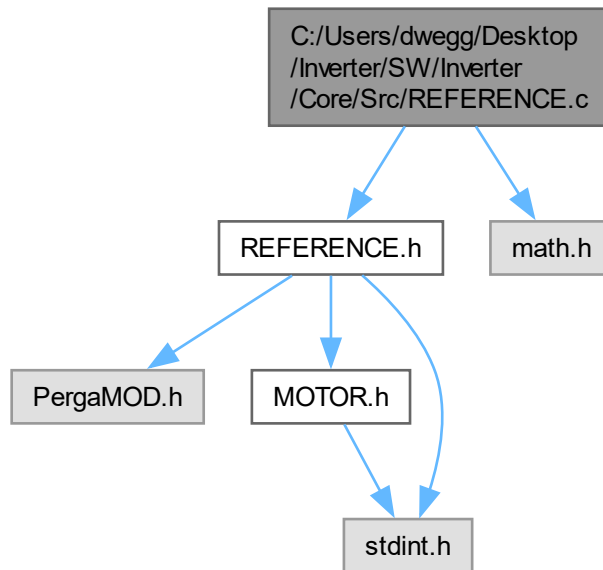 C:/Users/dwegg/Desktop
/Inverter/SW/Inverter
/Core/Src/REFERENCE.c
REFERENCE.h
math.h
PergaMOD.h
MOTOR.h
stdint.h